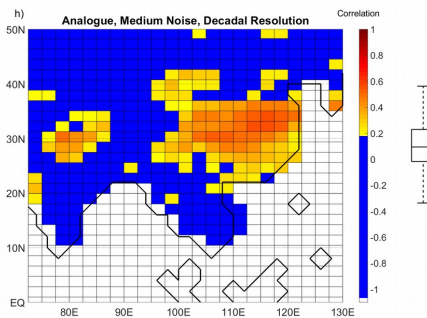 h)
Analogue, Medium Noise, Decadal Resolution
Correlation
50N
40N
30N
20N
10N
EQ
80E 90E 100E 110E 120E 130E
1
0.8
0.6
0.4
0.2
0
-0.2
-0.4
-0.6
-0.8
-1